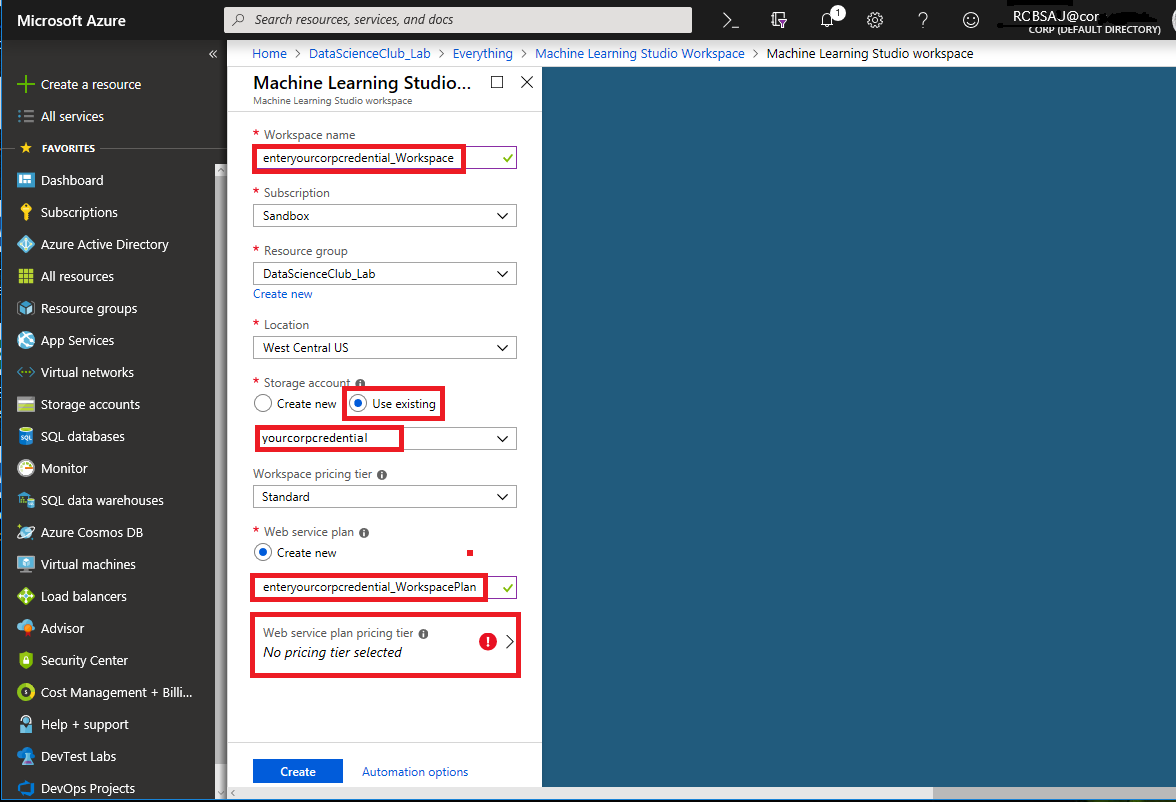 Microsoft Azure
Search resources, services, and docs
1
RCBSAJ@cor
CORP (DEFAULT DIRECTORY)
Home > DataScienceClub_Lab > Everything > Machine Learning Studio Workspace > Machine Learning Studio workspace
Create a resource
All services
FAVORITES
Dashboard
Subscriptions
Azure Active Directory
All resources
Resource groups
App Services
Virtual networks
Storage accounts
SQL databases
Monitor
SQL data warehouses
Azure Cosmos DB
Virtual machines
Load balancers
Advisor
Security Center
Cost Management + Billi...
Help + support
DevTest Labs
DevOps Projects
Machine Learning Studio...
Machine Learning Studio workspace
* Workspace name
enteryourcorpcredential_Workspace
* Subscription
Sandbox
* Resource group
DataScienceClub_Lab
Create new
* Location
West Central US
* Storage account
Create new Use existing
yourcorpcredential
Workspace pricing tier
Standard
* Web service plan
Create new
enteryourcorpcredential_WorkspacePlan
Web service plan pricing tier
No pricing tier selected
Create Automation options